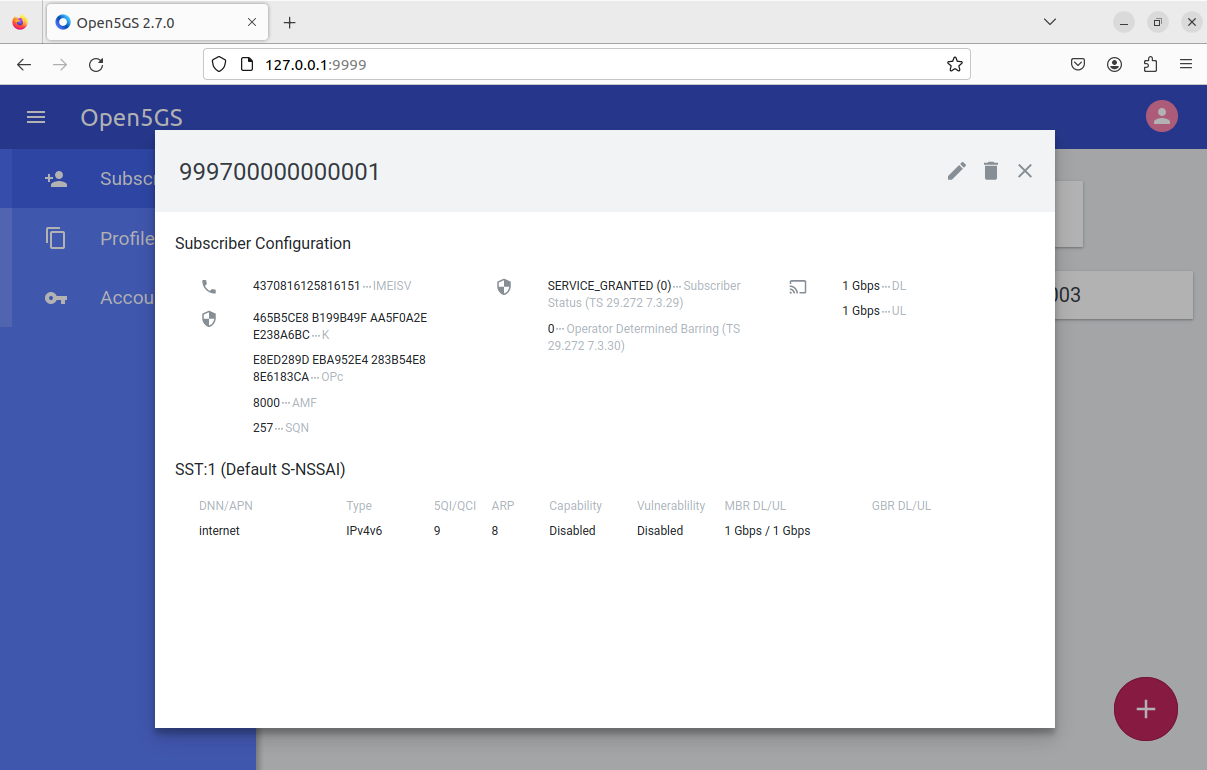 Open5GS 2.7.0
127.0.0.1:9999
Open5GS
999700000000001
Subscr
Profile
Accou
003
Subscriber Configuration
4370816125816151 ··· IMEISV
465B5CE8 B199B49F AA5F0A2E
E238A6BC ··· K
E8ED289D EBA952E4 283B54E8
8E6183CA ··· OPc
8000 ··· AMF
257 ··· SQN
SERVICE_GRANTED (0) ··· Subscriber
Status (TS 29.272 7.3.29)
0 ··· Operator Determined Barring (TS
29.272 7.3.30)
1 Gbps ··· DL
1 Gbps ··· UL
SST:1 (Default S-NSSAI)
DNN/APN Type 5QI/QCI ARP Capability Vulnerablility MBR DL/UL GBR DL/UL
internet IPv4v6 9 8 Disabled Disabled 1 Gbps / 1 Gbps